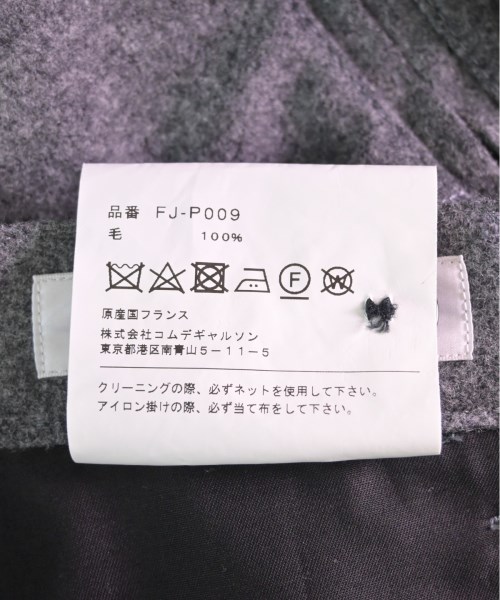 品番 FJ-P009
毛 100%
F W
原産国フランス
株式会社コムデギャルソン
東京都港区南青山5-11-5
クリーニングの際、必ずネットを使用して下さい。
アイロン掛けの際、必ず当て布をして下さい。